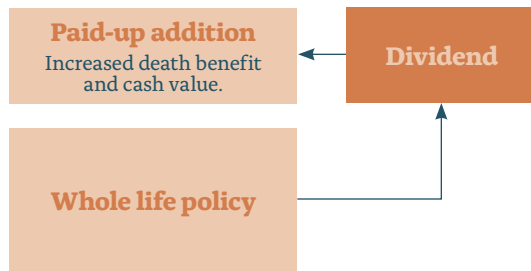 Paid-up addition
Increased death benefit
and cash value.
Dividend
Whole life policy